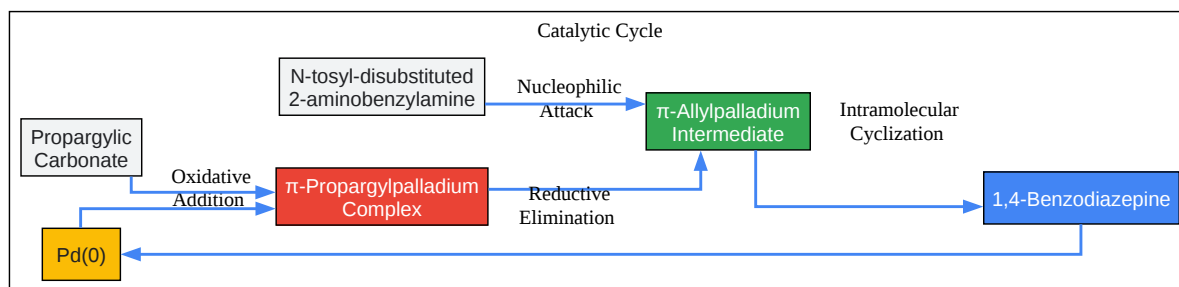 Catalytic Cycle
N-tosyl-disubstituted
2-aminobenzylamine
Nucleophilic
Attack
π-Allylpalladium
Intermediate
Intramolecular
Cyclization
Propargylic
Carbonate
Oxidative
Addition
π-Propargylpalladium
Complex
Reductive
Elimination
1,4-Benzodiazepine
Pd(0)